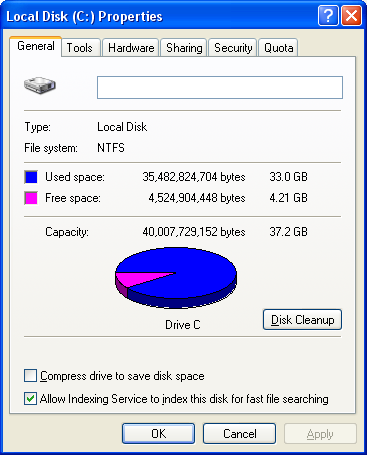 Local Disk (C:) Properties
General Tools Hardware Sharing Security Quota
Type: Local Disk
File system: NTFS
Used space: 35,482,824,704 bytes 33.0 GB
Free space: 4,524,904,448 bytes 4.21 GB
Capacity: 40,007,729,152 bytes 37.2 GB
Drive C
Disk Cleanup
Compress drive to save disk space
Allow Indexing Service to index this disk for fast file searching
OK Cancel Apply